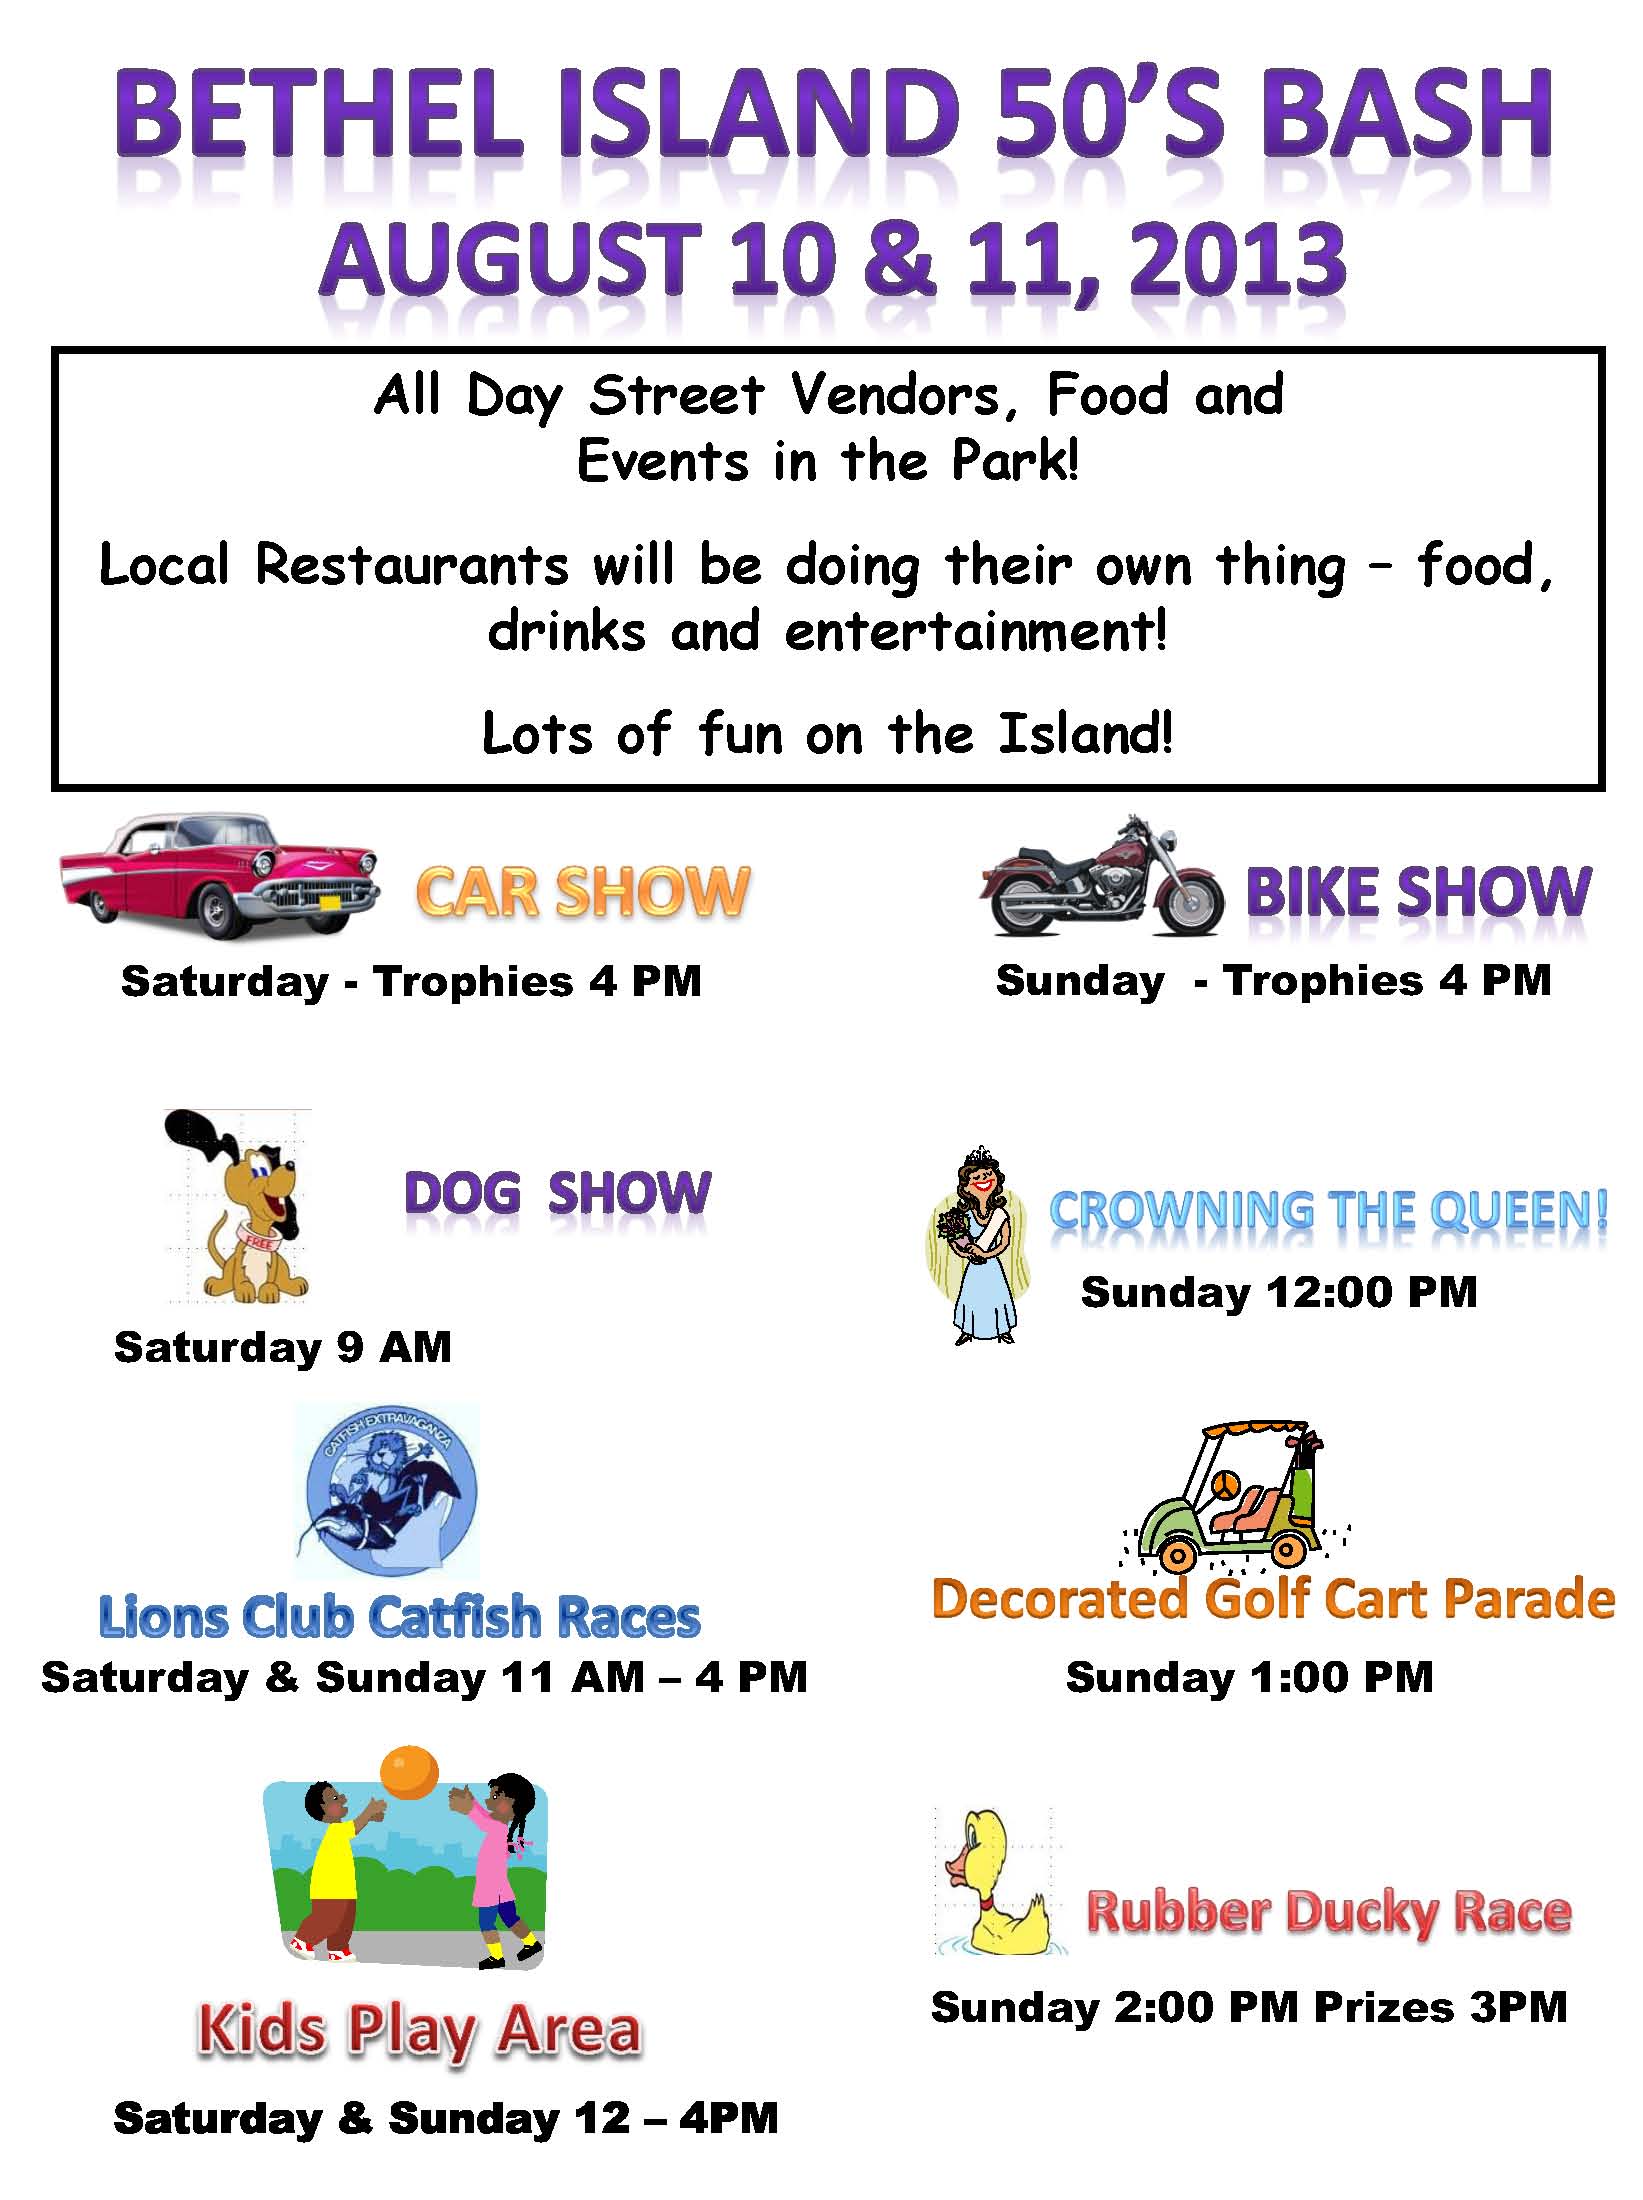 BETHEL ISLAND 50'S BASH
AUGUST 10 & 11, 2013
All Day Street Vendors, Food and
Events in the Park!
Local Restaurants will be doing their own thing – food,
drinks and entertainment!
Lots of fun on the Island!
CAR SHOW
Saturday - Trophies 4 PM
BIKE SHOW
Sunday - Trophies 4 PM
FREE
DOG SHOW
Saturday 9 AM
CROWNING THE QUEEN!
Sunday 12:00 PM
CATFISH EXTRAVAGANZA
Lions Club Catfish Races
Saturday & Sunday 11 AM – 4 PM
Decorated Golf Cart Parade
Sunday 1:00 PM
Kids Play Area
Saturday & Sunday 12 – 4PM
Rubber Ducky Race
Sunday 2:00 PM Prizes 3PM